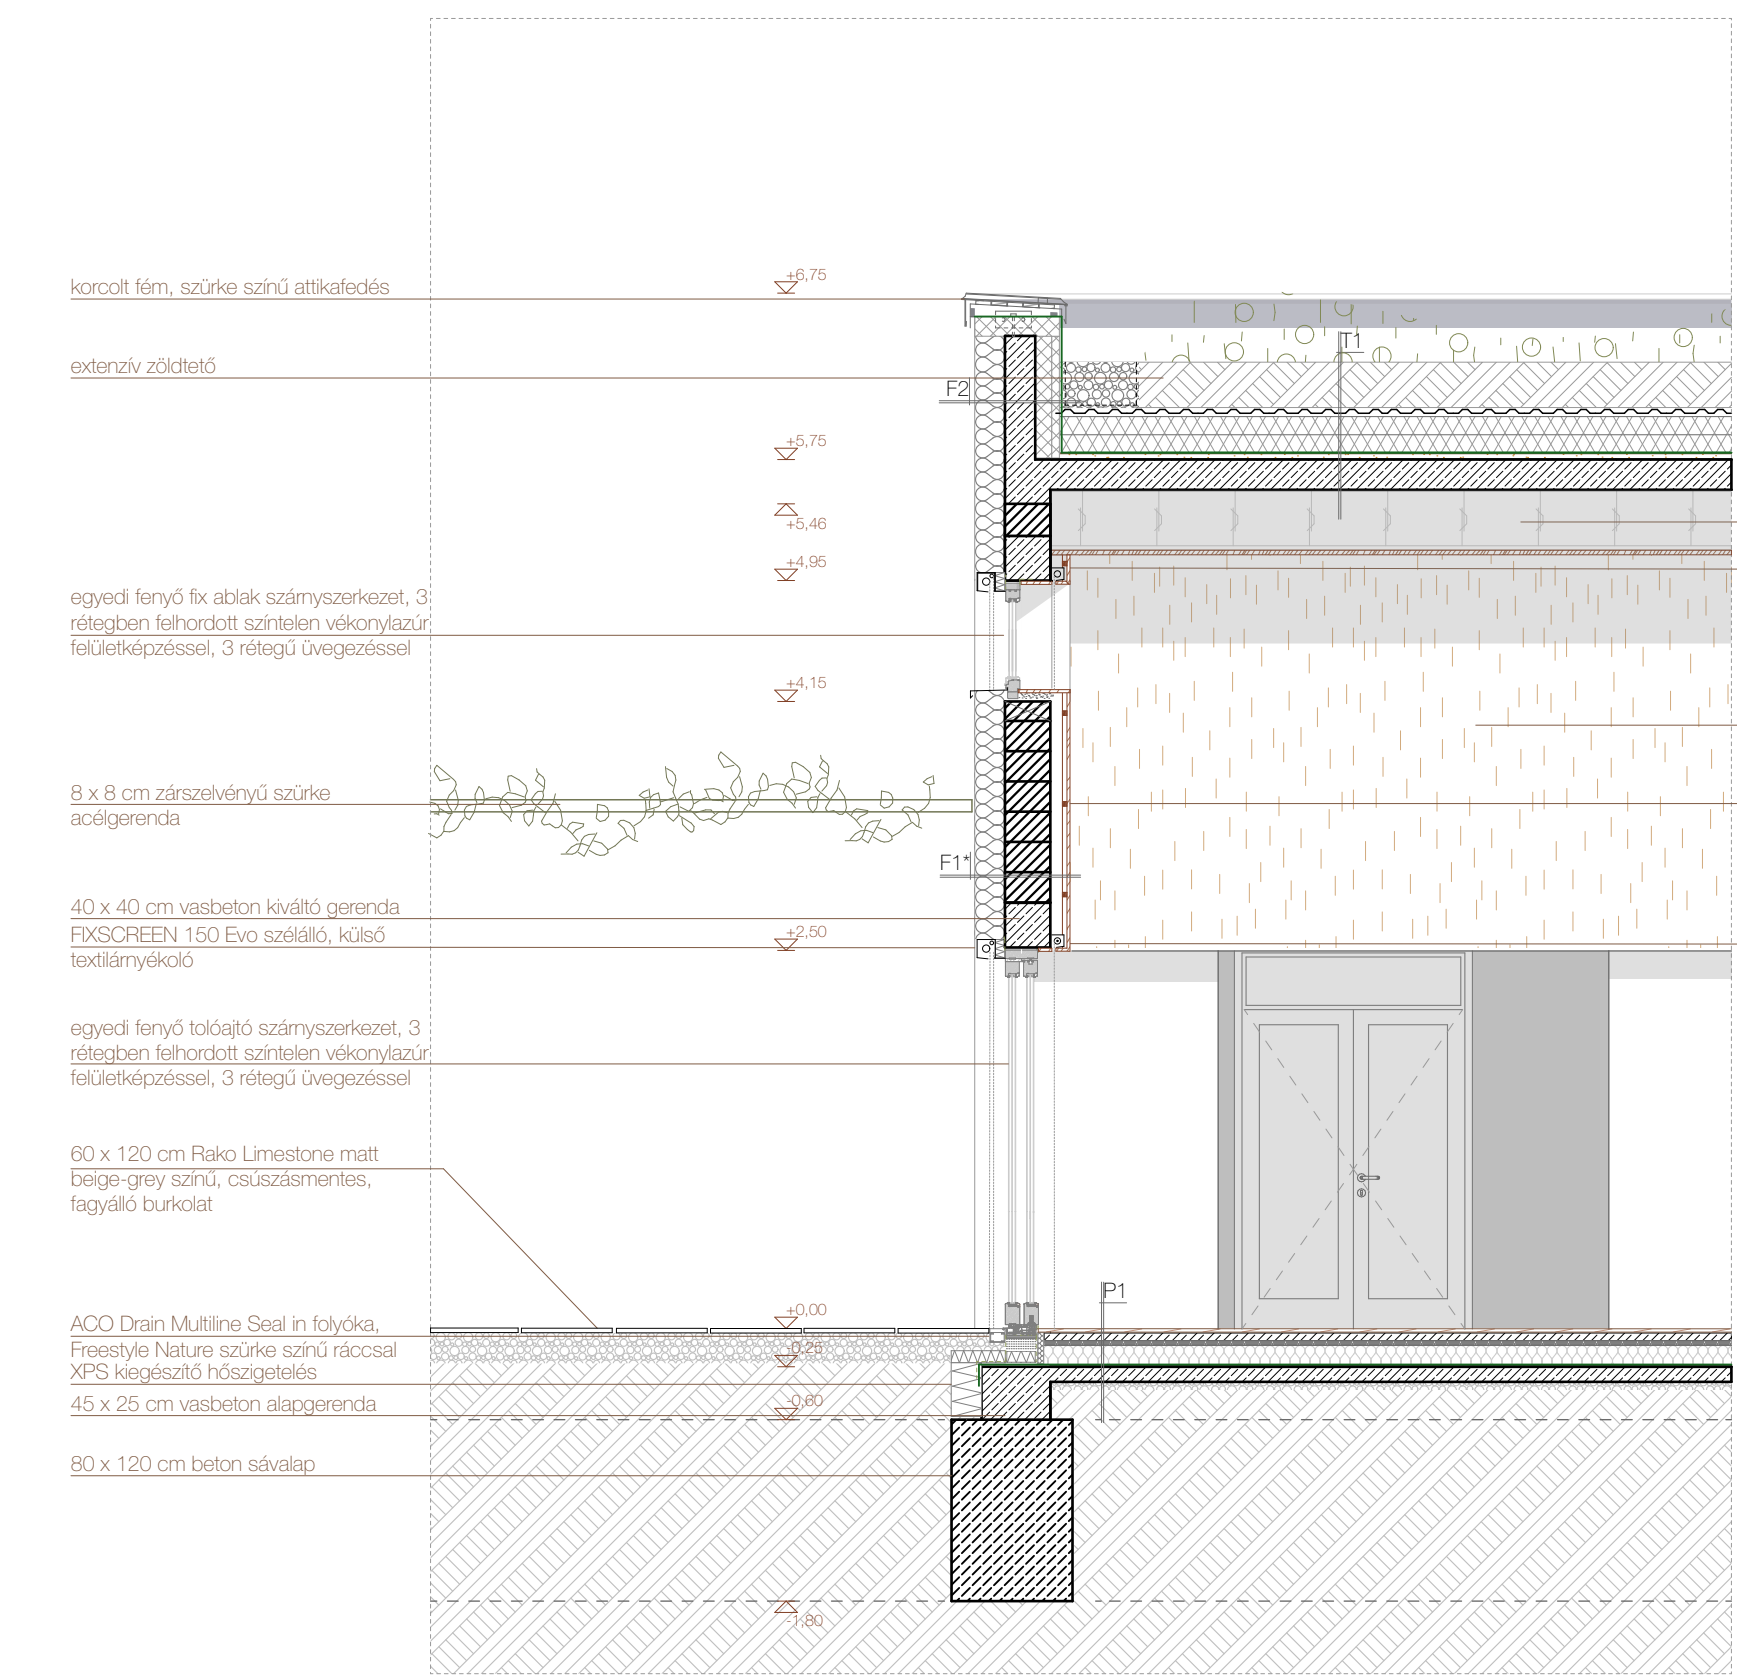 +6,75
korcolt fém, szürke színű attikafedés
T1
extenzív zöldtető
F2
+5,75
+5,46
+4,95
egyedi fenyő fix ablak szárnyszerkezet, 3
rétegben felhordott színtelen vékonylazúr
felületképzéssel, 3 rétegű üvegezéssel
+4,15
8 x 8 cm zárszelvényű szürke
acélgerenda
F1*
40 x 40 cm vasbeton kiváltó gerenda
FIXSCREEN 150 Evo szélálló, külső
textilárnyékoló
+2,50
egyedi fenyő tolóajtó szárnyszerkezet, 3
rétegben felhordott színtelen vékonylazúr
felületképzéssel, 3 rétegű üvegezéssel
60 x 120 cm Rako Limestone matt
beige-grey színű, csúszásmentes,
fagyálló burkolat
P1
+0,00
ACO Drain Multiline Seal in folyóka,
Freestyle Nature szürke színű ráccsal
-0,25
XPS kiegészítő hőszigetelés
45 x 25 cm vasbeton alapgerenda
-0,60
80 x 120 cm beton sávalap
-1,80